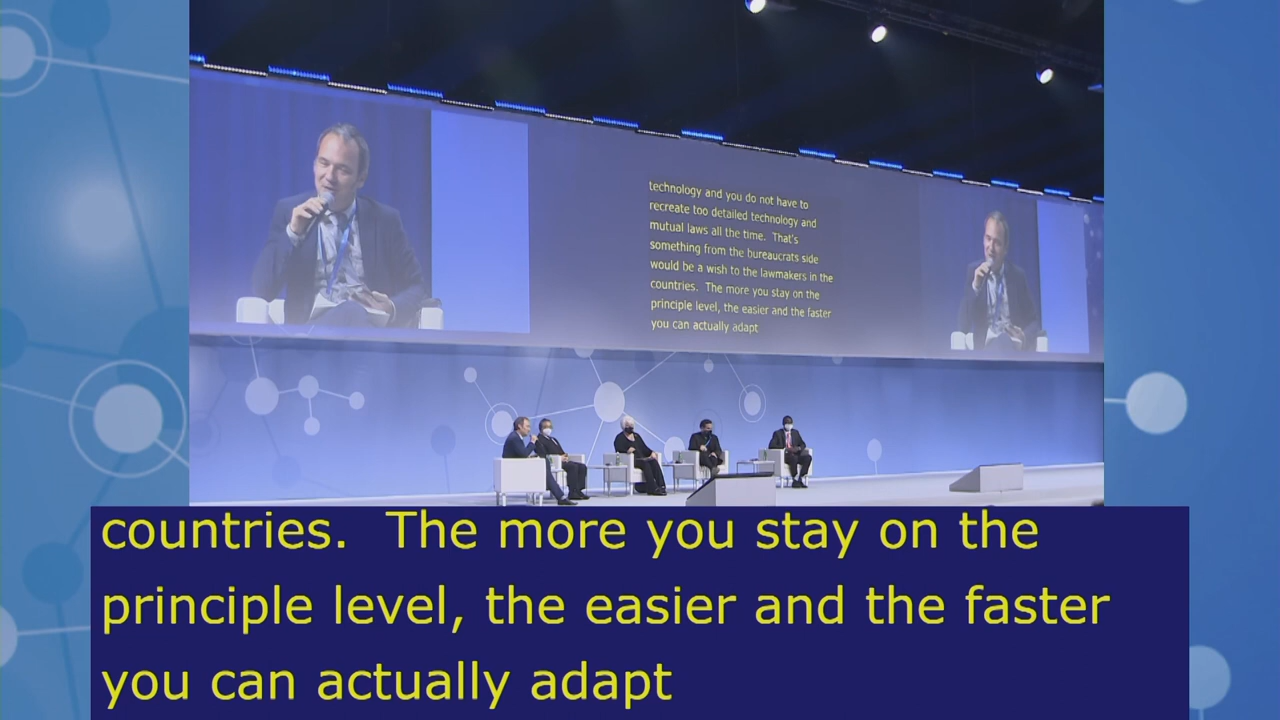 technology and you do not have to
recreate too detailed technology and
mutual laws all the time.  That's
something from the bureaucrats side
would be a wish to the lawmakers in the
countries.  The more you stay on the
principle level, the easier and the faster
you can actually adapt
countries.  The more you stay on the
principle level, the easier and the faster
you can actually adapt